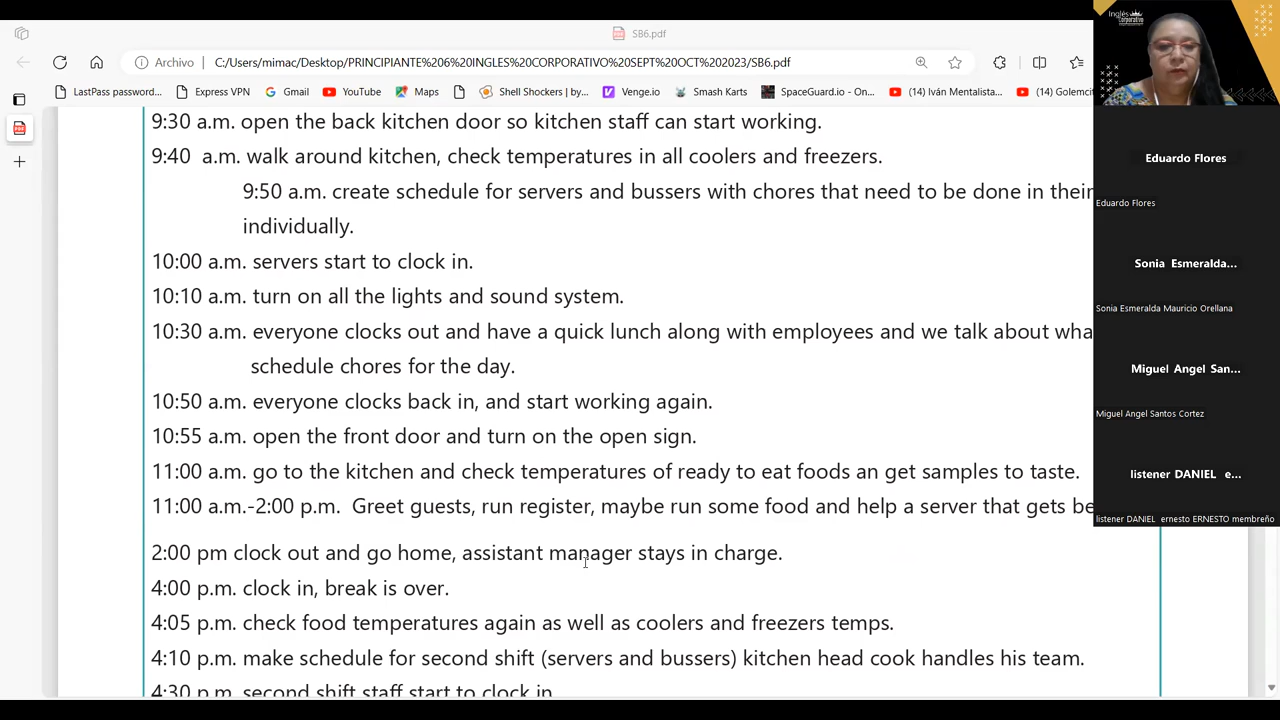 SB6.pdf
Archivo C:/Users/mimac/Desktop/PRINCIPIANTE%206%20INGLES%20CORPORATIVO%20SEPT%20OCT%202023/SB6.pdf
LastPass password... Express VPN Gmail YouTube Maps Shell Shockers | by... Venge.io Smash Karts SpaceGuard.io - On... (14) Iván Mentalista... (14) Golemcit
Inglés
Corporativo
9:30 a.m. open the back kitchen door so kitchen staff can start working.
9:40 a.m. walk around kitchen, check temperatures in all coolers and freezers.
9:50 a.m. create schedule for servers and bussers with chores that need to be done in their
individually.
10:00 a.m. servers start to clock in.
10:10 a.m. turn on all the lights and sound system.
10:30 a.m. everyone clocks out and have a quick lunch along with employees and we talk about wha
schedule chores for the day.
10:50 a.m. everyone clocks back in, and start working again.
10:55 a.m. open the front door and turn on the open sign.
11:00 a.m. go to the kitchen and check temperatures of ready to eat foods an get samples to taste.
11:00 a.m.-2:00 p.m. Greet guests, run register, maybe run some food and help a server that gets be
2:00 pm clock out and go home, assistant manager stays in charge.
4:00 p.m. clock in, break is over.
4:05 p.m. check food temperatures again as well as coolers and freezers temps.
4:10 p.m. make schedule for second shift (servers and bussers) kitchen head cook handles his team.
4:30 p.m. second shift staff start to clock in
Eduardo Flores
Eduardo Flores
Sonia Esmeralda...
Sonia Esmeralda Mauricio Orellana
Miguel Angel San...
Miguel Angel Santos Cortez
listener DANIEL e...
listener DANIEL ernesto ERNESTO membreño